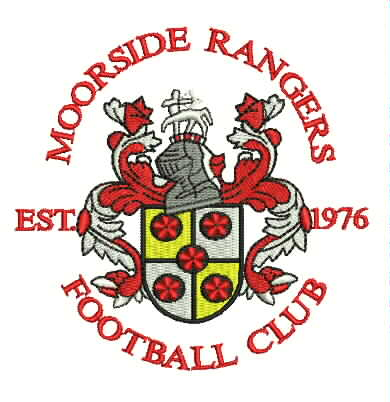 MOORSIDE RANGERS
EST. 1976
FOOTBALL CLUB